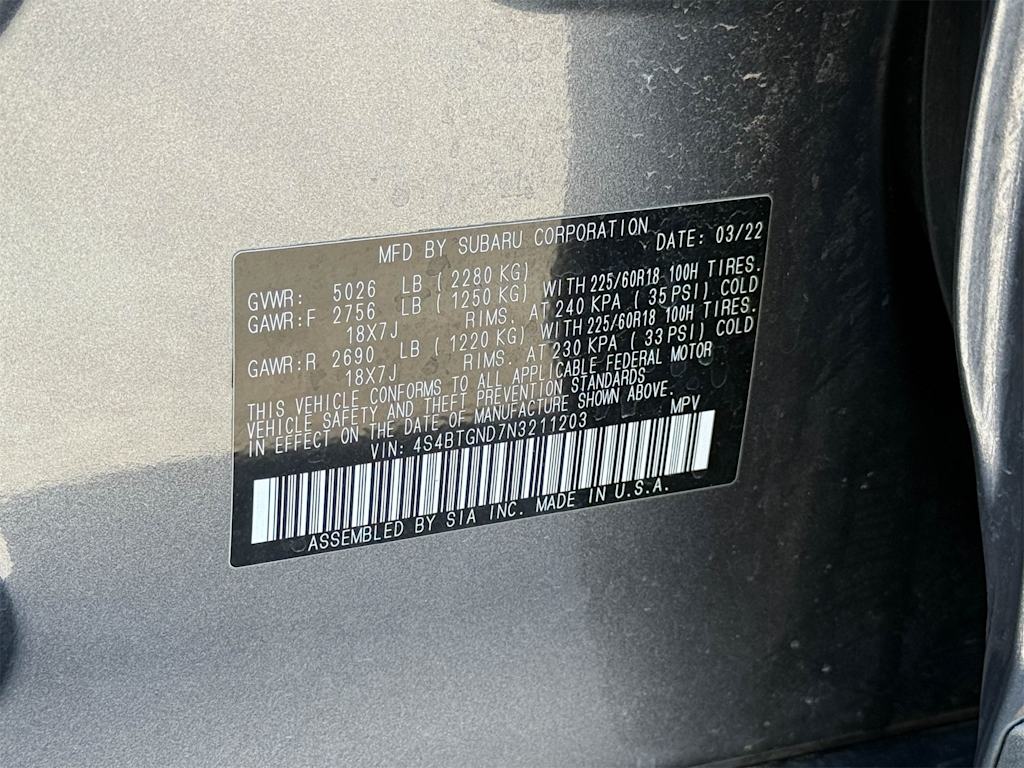 MFD BY SUBARU CORPORATION DATE: 03/22
GVWR: 5026 LB ( 2280 KG)
GAWR:F 2756 LB ( 1250 KG) WITH 225/60R18 100H TIRES.
18X7J RIMS. AT 240 KPA ( 35 PSI) COLD
GAWR:R 2690 LB ( 1220 KG) WITH 225/60R18 100H TIRES.
18X7J RIMS. AT 230 KPA ( 33 PSI) COLD
THIS VEHICLE CONFORMS TO ALL APPLICABLE FEDERAL MOTOR
VEHICLE SAFETY AND THEFT PREVENTION STANDARDS
IN EFFECT ON THE DATE OF MANUFACTURE SHOWN ABOVE.
VIN: 4S4BTGND7N3211203 MPV
ASSEMBLED BY SIA INC. MADE IN U.S.A.